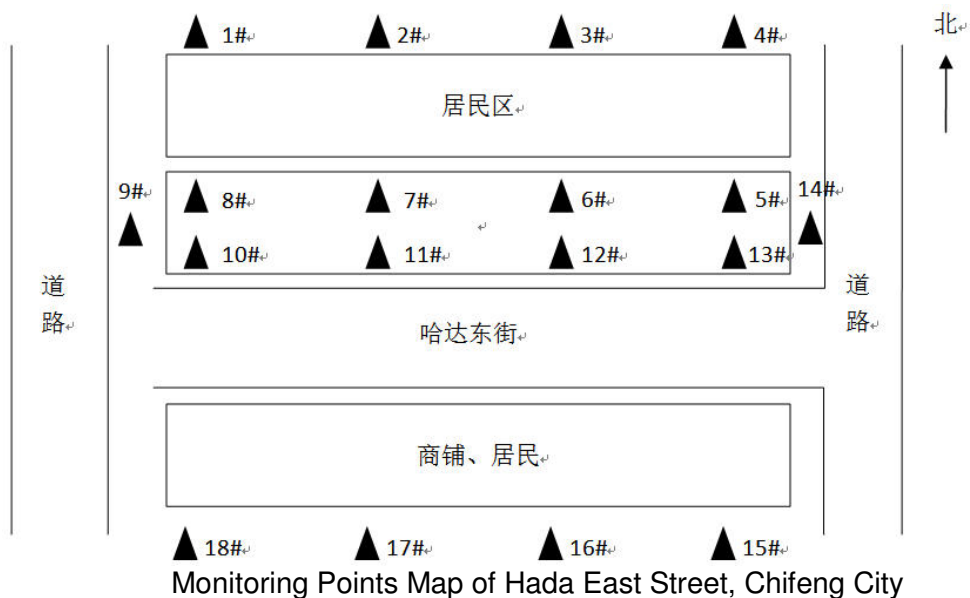 1# 2# 3# 4# 北
居民区
9# 8# 7# 6# 5# 14#
10# 11# 12# 13#
道路
道路
哈达东街
商铺、居民
18# 17# 16# 15#
Monitoring Points Map of Hada East Street, Chifeng City